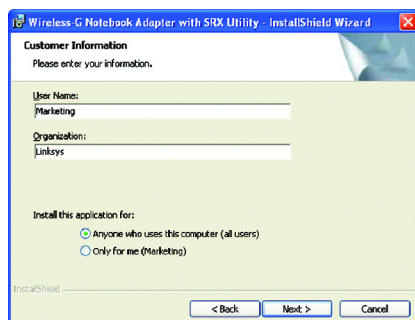 Wireless-G Notebook Adapter with SRX Utility - InstallShield Wizard
Customer Information
Please enter your information.
User Name:
Marketing
Organization:
Linksys
Install this application for:
Anyone who uses this computer (all users)
Only for me (Marketing)
InstallShield
< Back Next > Cancel